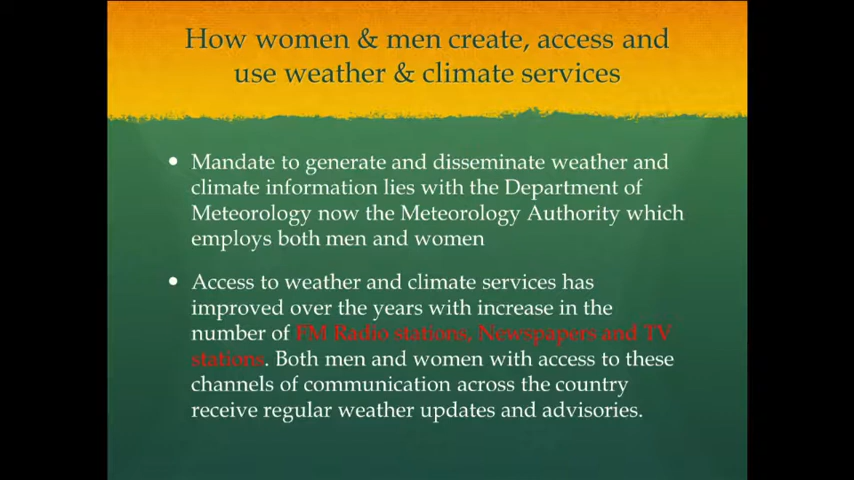 How women & men create, access and
use weather & climate services
• Mandate to generate and disseminate weather and
climate information lies with the Department of
Meteorology now the Meteorology Authority which
employs both men and women
• Access to weather and climate services has
improved over the years with increase in the
number of FM Radio stations, Newspapers and TV
stations. Both men and women with access to these
channels of communication across the country
receive regular weather updates and advisories.